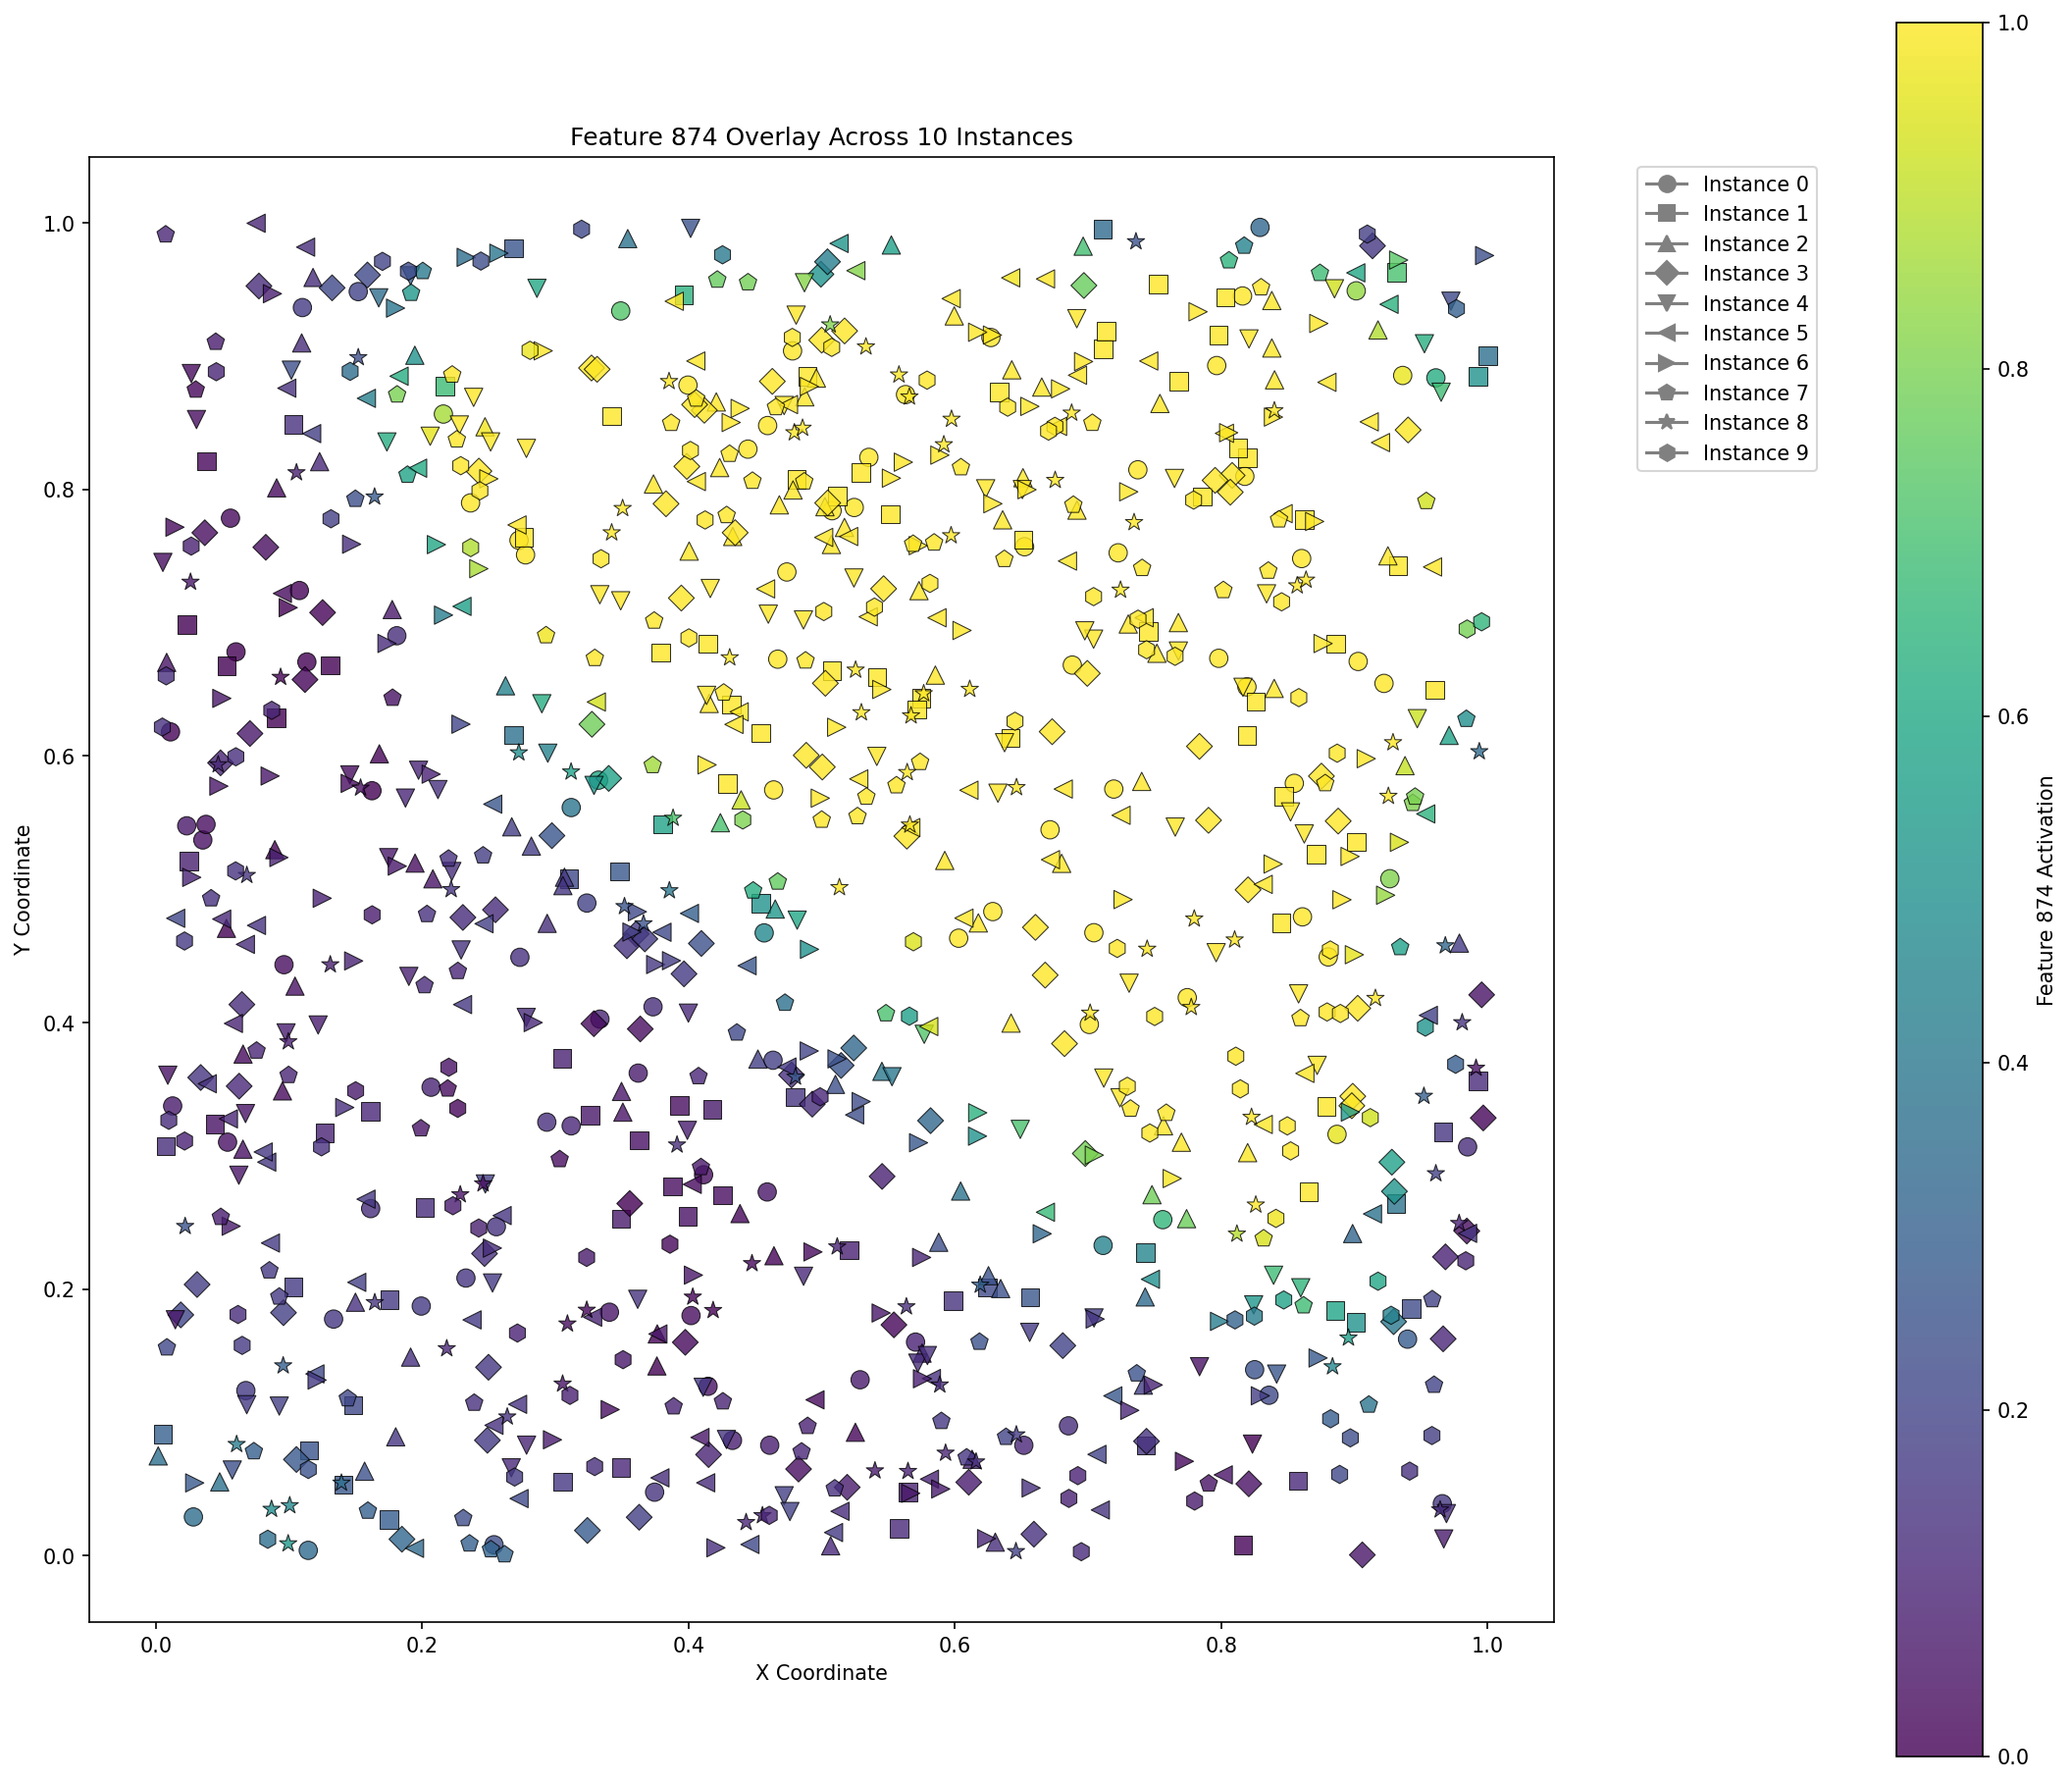 Feature 874 Overlay Across 10 Instances
Instance 0
Instance 1
Instance 2
Instance 3
Instance 4
Instance 5
Instance 6
Instance 7
Instance 8
Instance 9
1.0
0.8
0.6
0.4
0.2
0.0
Y Coordinate
0.0
0.2
0.4
0.6
0.8
1.0
X Coordinate
1.0
0.8
0.6
0.4
0.2
0.0
Feature 874 Activation